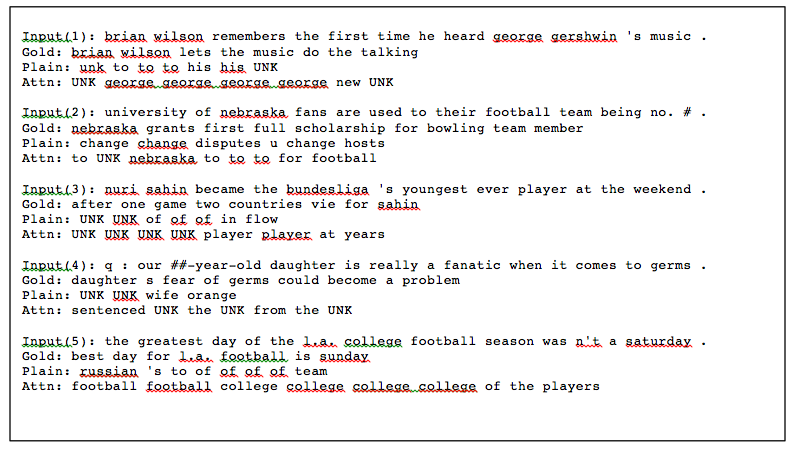 Input(1): brian wilson remembers the first time he heard george gershwin 's music .
Gold: brian wilson lets the music do the talking
Plain: unk to to to his his UNK
Attn: UNK george george george george new UNK
Input(2): university of nebraska fans are used to their football team being no. # .
Gold: nebraska grants first full scholarship for bowling team member
Plain: change change disputes u change hosts
Attn: to UNK nebraska to to to for football
Input(3): nuri sahin became the bundesliga 's youngest ever player at the weekend .
Gold: after one game two countries vie for sahin
Plain: UNK UNK of of of in flow
Attn: UNK UNK UNK UNK player player at years
Input(4): q : our ##-year-old daughter is really a fanatic when it comes to germs .
Gold: daughter s fear of germs could become a problem
Plain: UNK UNK wife orange
Attn: sentenced UNK the UNK from the UNK
Input(5): the greatest day of the l.a. college football season was n't a saturday .
Gold: best day for l.a. football is sunday
Plain: russian 's to of of of of team
Attn: football football college college college college of the players